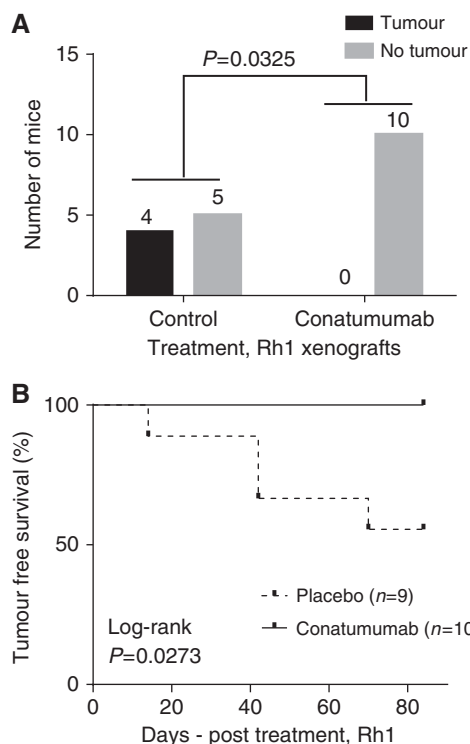 A
Tumour
No tumour
15
10
5
0
Number of mice
P=0.0325
4
5
0
10
Control
Conatumumab
Treatment, Rh1 xenografts
B
100
50
0
Tumour free survival (%)
Placebo (n=9)
Conatumumab (n=10
Log-rank
P=0.0273
0
20
40
60
80
Days - post treatment, Rh1